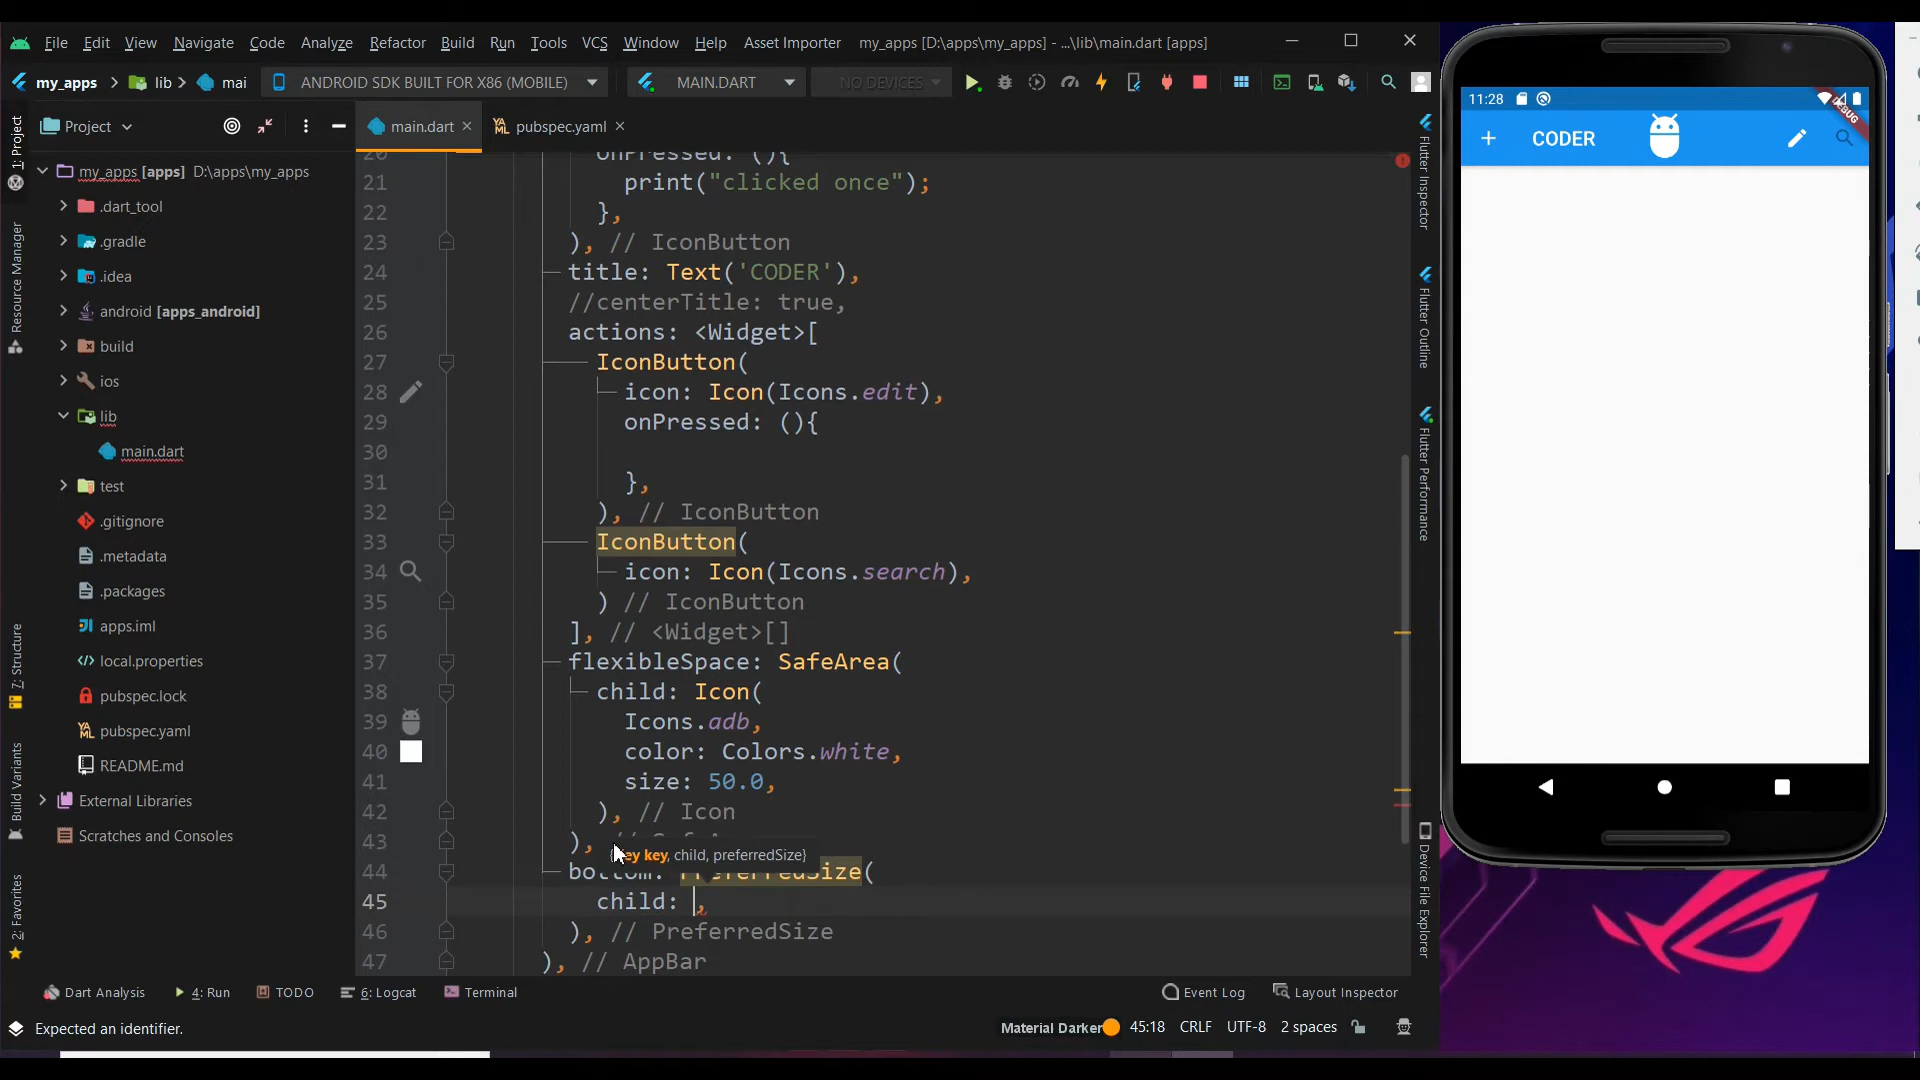 File Edit View Navigate Code Analyze Refactor Build Run Tools VCS Window Help Asset Importer my_apps [D:\apps\my_apps] - ...\lib\main.dart [apps]
my_apps lib mai ANDROID SDK BUILT FOR X86 (MOBILE) MAIN.DART NO DEVICES
Project main.dart pubspec.yaml
my_apps [apps] D:\apps\my_apps
.dart_tool
.gradle
.idea
android [apps_android]
build
ios
lib
main.dart
test
.gitignore
.metadata
.packages
apps.iml
local.properties
pubspec.lock
pubspec.yaml
README.md
External Libraries
Scratches and Consoles
1: Project
Resource Manager
7: Structure
Build Variants
2: Favorites
20 onPressed: (){
21 print("clicked once");
22 },
23 ), // IconButton
24 title: Text('CODER'),
25 //centerTitle: true,
26 actions: <Widget>[
27 IconButton(
28 icon: Icon(Icons.edit),
29 onPressed: (){
30
31 },
32 ), // IconButton
33 IconButton(
34 icon: Icon(Icons.search),
35 ) // IconButton
36 ], // <Widget>[]
37 flexibleSpace: SafeArea(
38 child: Icon(
39 Icons.adb,
40 color: Colors.white,
41 size: 50.0,
42 ), // Icon
43 ),
key, child, preferredSize}
44 bottom: PreferredSize(
45 child: ,
46 ), // PreferredSize
47 ), // AppBar
Flutter Inspector
Flutter Outline
Flutter Performance
Device File Explorer
Dart Analysis 4: Run TODO 6: Logcat Terminal Event Log Layout Inspector
Expected an identifier. Material Darker 45:18 CRLF UTF-8 2 spaces
11:28
DEBUG
CODER